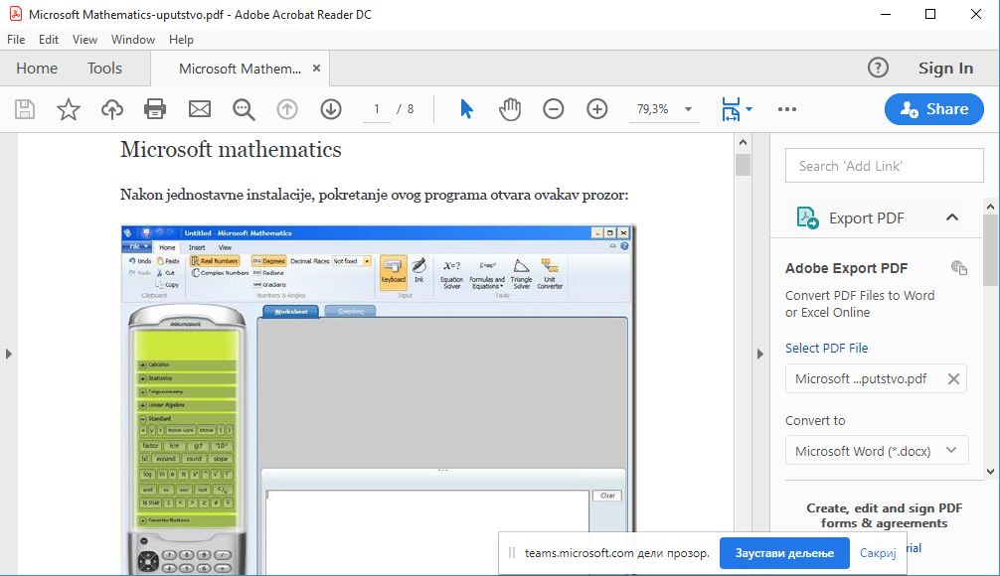 Microsoft Mathematics-uputstvo.pdf - Adobe Acrobat Reader DC
File Edit View Window Help
Home Tools Microsoft Mathem... × Sign In
1 / 8 79,3% Share
Microsoft mathematics
Nakon jednostavne instalacije, pokretanje ovog programa otvara ovakav prozor:
Untitled - Microsoft Mathematics
File Home Insert View
Undo Paste Real Numbers Degrees Decimal Places Not fixed
Cut Complex Numbers Radians
Copy Gradians
Keyboard Ink Equation Solver Formulas and Equations Triangle Solver Unit Converter
Clipboard Numbers & Angles Input Tools
Microsoft
Worksheet Graphing
Calculus
Statistics
Trigonometry
Linear Algebra
Standard
more vars store
factor lcm gcf
expand round slope
log ln
and or xor not
is true
Favorite Buttons
Clear
Search 'Add Link'
Export PDF
Adobe Export PDF
Convert PDF Files to Word
or Excel Online
Select PDF File
Microsoft ...putstvo.pdf
Convert to
Microsoft Word (*.docx)
Create, edit and sign PDF
forms & agreements
teams.microsoft.com дели прозор. Заустави дељење Сакриј